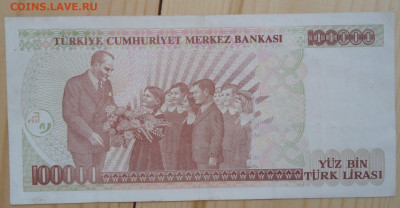 COINS.LAVE.RU
TÜRKİYE CUMHURİYET MERKEZ BANKASI
100000
100000
YÜZ BİN
TÜRK LİRASI